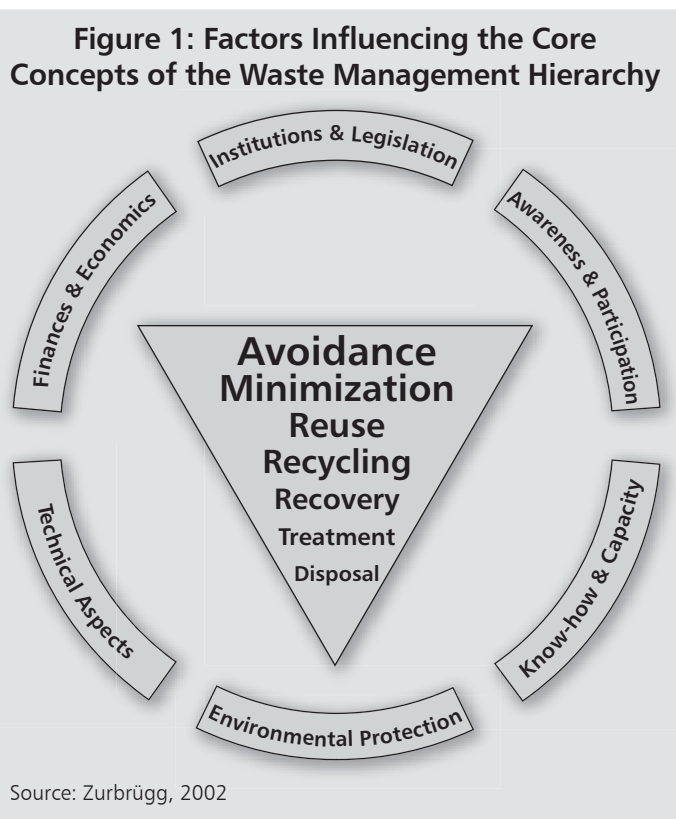 Figure 1: Factors Influencing the Core
Concepts of the Waste Management Hierarchy
Institutions & Legislation
Finances & Economics
Awareness & Participation
Avoidance
Minimization
Reuse
Recycling
Recovery
Treatment
Disposal
Technical Aspects
Know-how & Capacity
Environmental Protection
Source: Zurbrügg, 2002